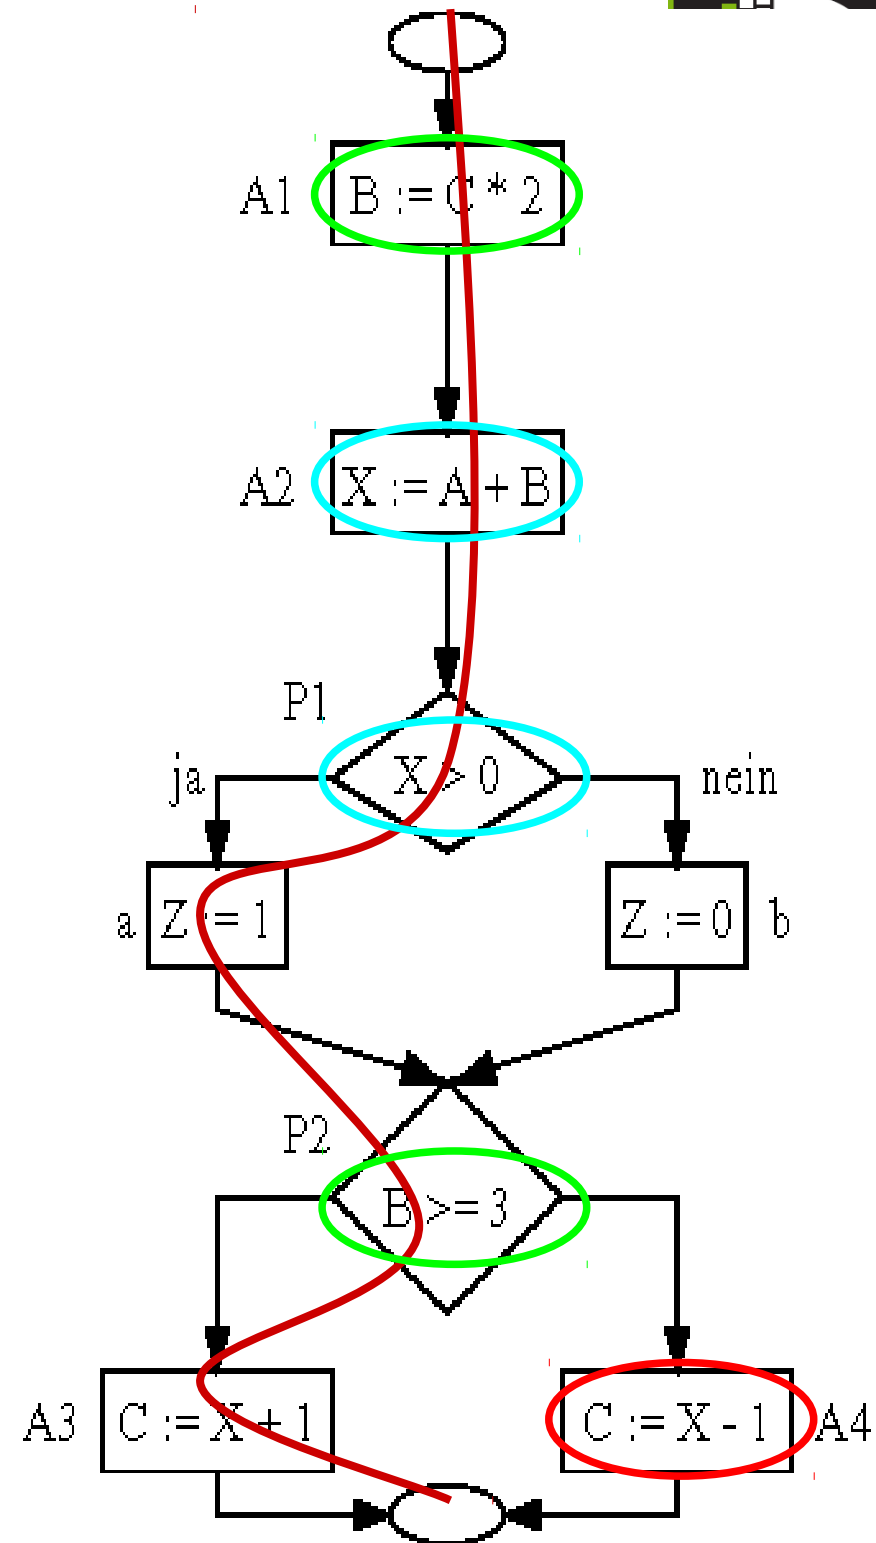 A1 B := C * 2
A2 X := A + B
P1
ja X > 0 nein
a Z := 1 Z := 0 b
P2
B >= 3
A3 C := X + 1 C := X - 1 A4